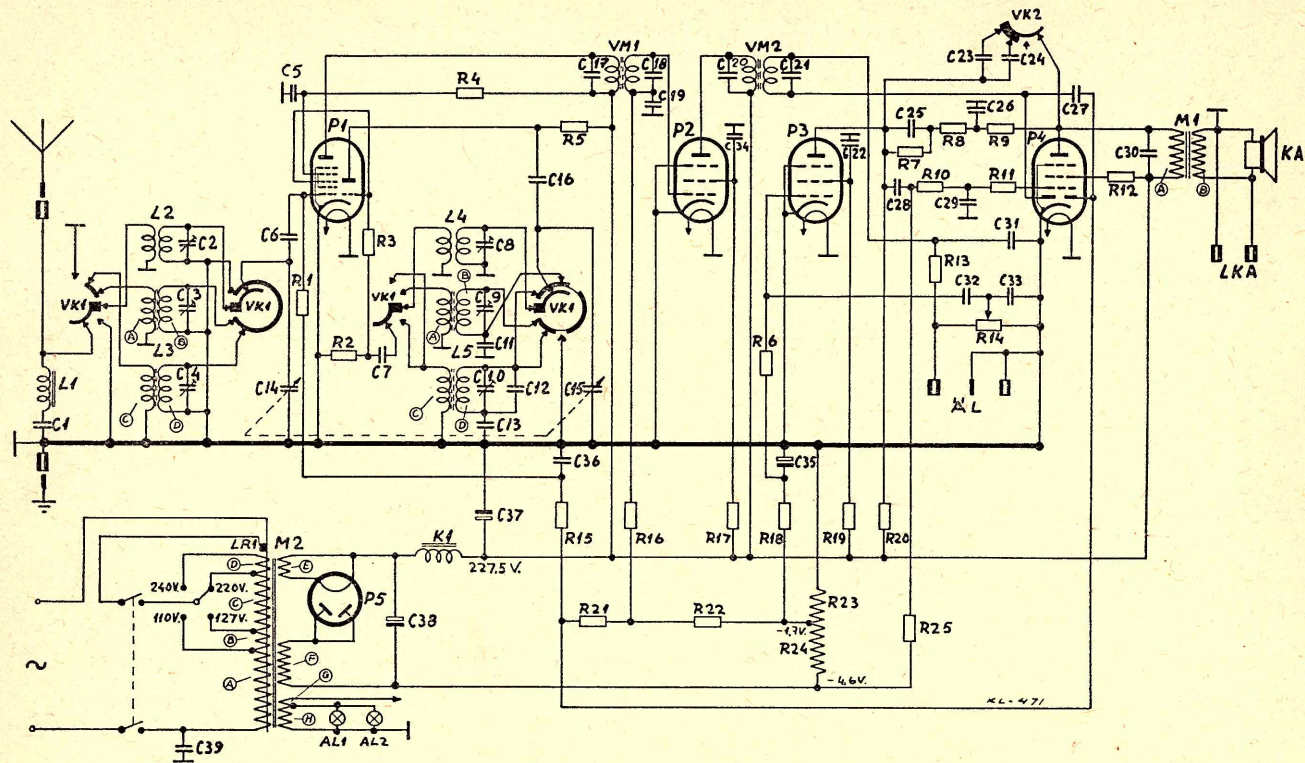 VK2
C23
C24
VM1
VM2
C17
C18
C20
C21
C5
R4
C19
C27
P1
R5
P2
C34
P3
C22
C25
C26
R7
R8
R9
P4
M1
C30
KA
A
B
R12
C16
R10
R11
C28
C29
L2
C2
C6
R3
L4
C8
R1
C31
R13
LKA
VK1
C3
VK1
VK1
B
C9
VK1
C32
C33
A
B
A
R14
L3
C11
L5
R2
C7
R6
L1
C4
C14
C10
C12
C15
ÄL
C
D
C
D
C1
C13
C36
C35
C37
R15
R16
R17
R18
R19
R20
LR1
M2
K1
D
E
227,5 V.
240V.
220V.
C
P5
110V.
127V.
C38
R21
R22
R23
B
-1,7V.
R24
R25
F
~
A
G
-4,6V.
KL-471
H
C39
AL1
AL2